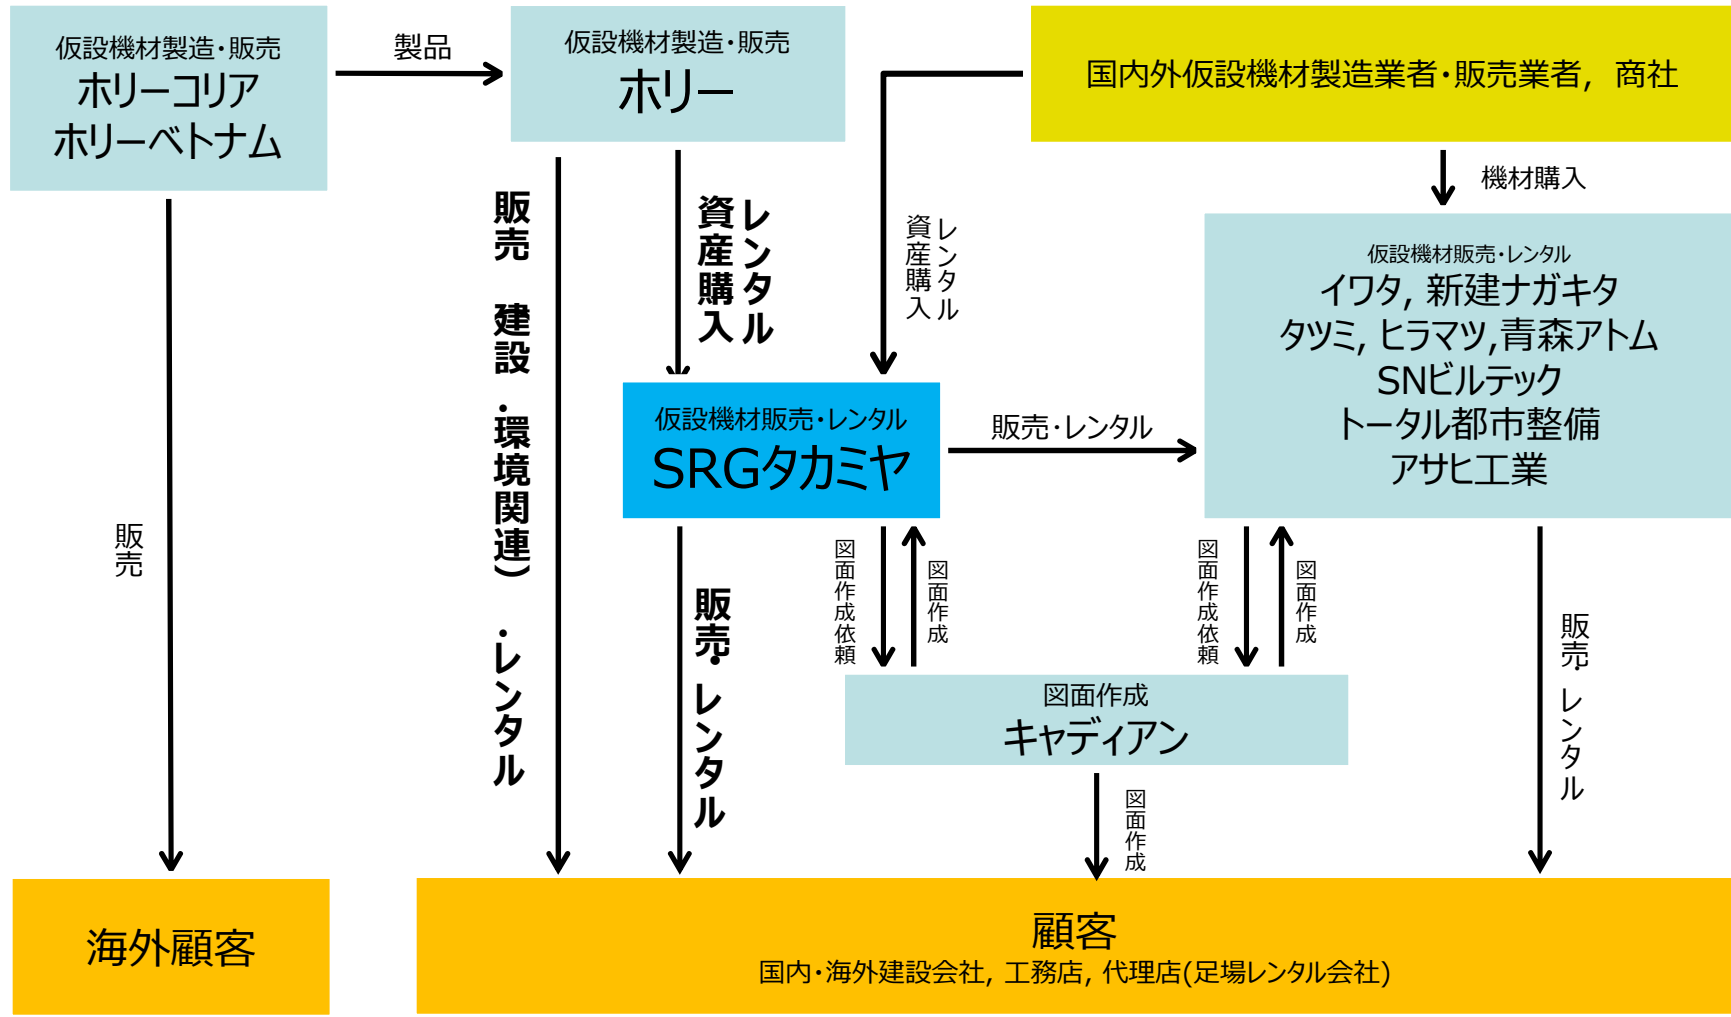 仮設機材製造・販売
ホリーコリア
ホリーベトナム
製品
仮設機材製造・販売
ホリー
国内外仮設機材製造業者・販売業者, 商社
機材購入
販売
販売 建設・環境関連)・レンタル
レンタル
資産購入
レンタル
資産購入
仮設機材販売・レンタル
イワタ, 新建ナガキタ
タツミ, ヒラマツ,青森アトム
SNビルテック
トータル都市整備
アサヒ工業
仮設機材販売・レンタル
SRGタカミヤ
販売・レンタル
販売・レンタル
図面作成依頼
図面作成
図面作成依頼
図面作成
販売・レンタル
図面作成
キャディアン
図面作成
海外顧客
顧客
国内・海外建設会社, 工務店, 代理店(足場レンタル会社)